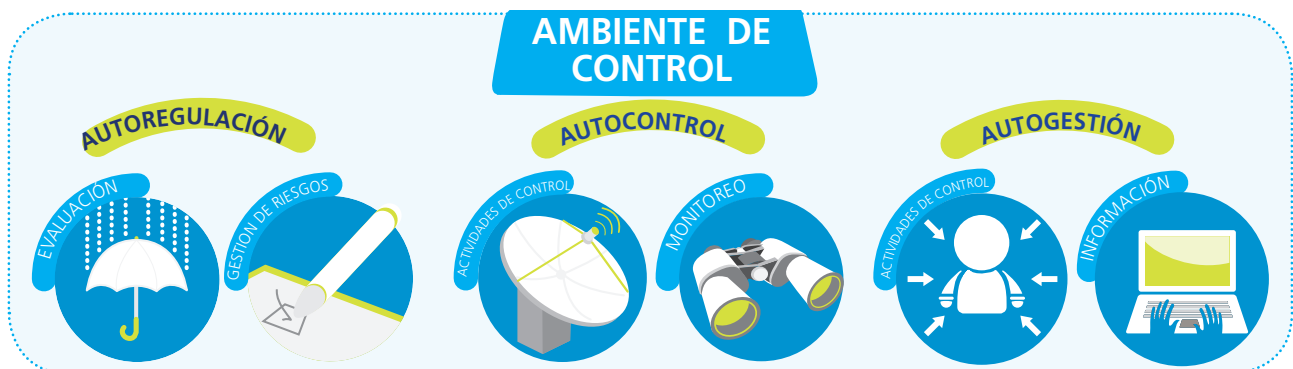 AMBIENTE DE
CONTROL
AUTOREGULACIÓN
AUTOCONTROL
AUTOGESTIÓN
EVALUACIÓN
GESTION DE RIESGOS
ACTIVIDADES DE CONTROL
MONITOREO
ACTIVIDADES DE CONTROL
INFORMACIÓN